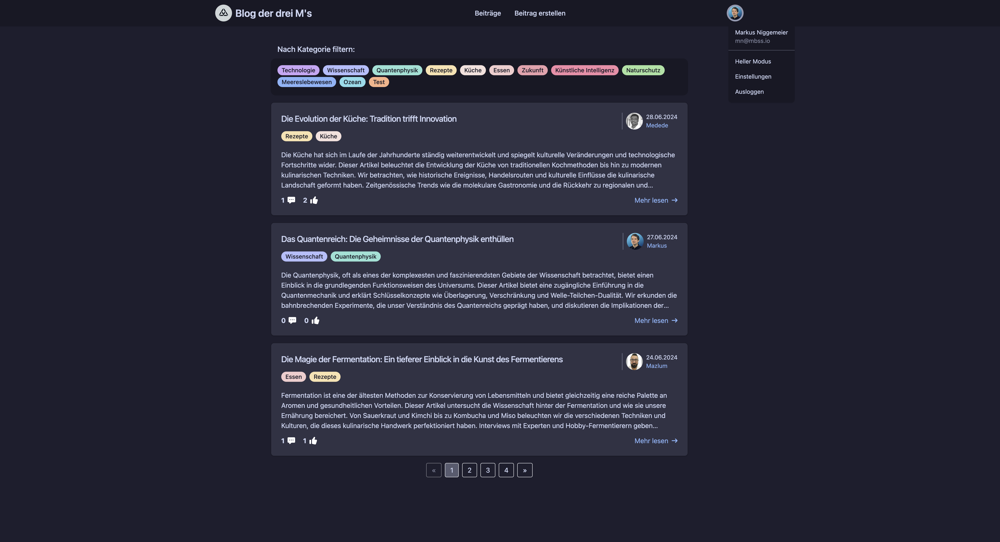 Blog der drei M's
Beiträge
Beitrag erstellen
Markus Niggemeier
mn@mbss.io
Heller Modus
Einstellungen
Ausloggen
Nach Kategorie filtern:
Technologie Wissenschaft Quantenphysik Rezepte Küche Essen Zukunft Künstliche Intelligenz Naturschutz
Meereslebewesen Ozean Test
Die Evolution der Küche: Tradition trifft Innovation
28.06.2024
Medede
Rezepte Küche
Die Küche hat sich im Laufe der Jahrhunderte ständig weiterentwickelt und spiegelt kulturelle Veränderungen und technologische
Fortschritte wider. Dieser Artikel beleuchtet die Entwicklung der Küche von traditionellen Kochmethoden bis hin zu modernen
kulinarischen Techniken. Wir betrachten, wie historische Ereignisse, Handelsrouten und kulturelle Einflüsse die kulinarische
Landschaft geformt haben. Zeitgenössische Trends wie die molekulare Gastronomie und die Rückkehr zu regionalen und...
1 2
Mehr lesen →
Das Quantenreich: Die Geheimnisse der Quantenphysik enthüllen
27.06.2024
Markus
Wissenschaft Quantenphysik
Die Quantenphysik, oft als eines der komplexesten und faszinierendsten Gebiete der Wissenschaft betrachtet, bietet einen
Einblick in die grundlegenden Funktionsweisen des Universums. Dieser Artikel bietet eine zugängliche Einführung in die
Quantenmechanik und erklärt Schlüsselkonzepte wie Überlagerung, Verschränkung und Welle-Teilchen-Dualität. Wir erkunden die
bahnbrechenden Experimente, die unser Verständnis des Quantenreichs geprägt haben, und diskutieren die Implikationen der...
0 0
Mehr lesen →
Die Magie der Fermentation: Ein tieferer Einblick in die Kunst des Fermentierens
24.06.2024
Mazlum
Essen Rezepte
Fermentation ist eine der ältesten Methoden zur Konservierung von Lebensmitteln und bietet gleichzeitig eine reiche Palette an
Aromen und gesundheitlichen Vorteilen. Dieser Artikel untersucht die Wissenschaft hinter der Fermentation und wie sie unsere
Ernährung bereichert. Von Sauerkraut und Kimchi bis zu Kombucha und Miso beleuchten wir die verschiedenen Techniken und
Kulturen, die dieses kulinarische Handwerk perfektioniert haben. Interviews mit Experten und Hobby-Fermentierern geben...
1 1
Mehr lesen →
« 1 2 3 4 »